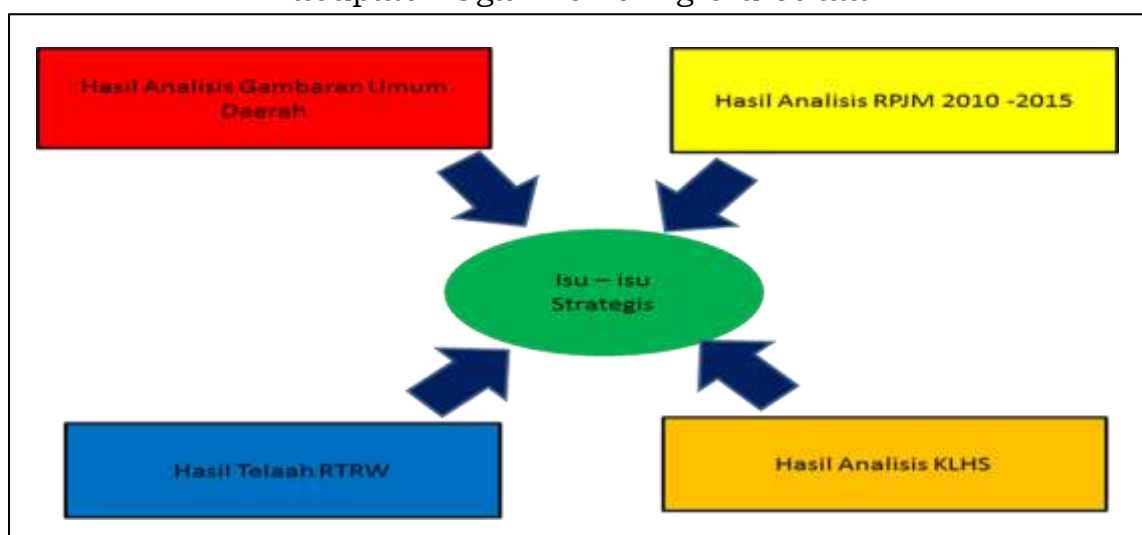 Hasil Analisis Gambaran Umum
Daerah
Hasil Analisis RPJM 2010 -2015
Isu – isu
Strategis
Hasil Telaah RTRW
Hasil Analisis KLHS